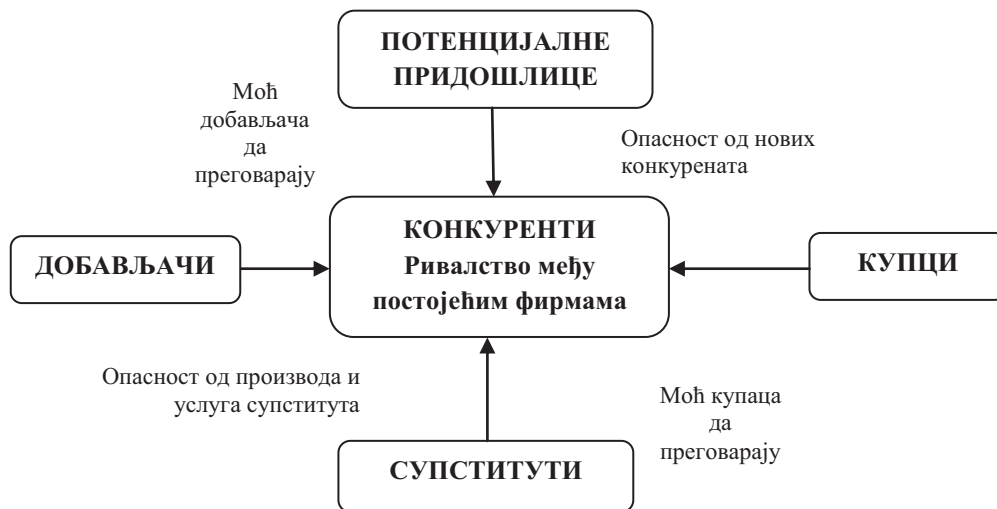 ПОТЕНЦИЈАЛНЕ
ПРИДОШЛИЦЕ
Моћ
добављача
да
преговарају
Опасност од нових
конкурената
ДОБАВЉАЧИ
КОНКУРЕНТИ
Ривалство међу
постојећим фирмама
КУПЦИ
Опасност од производа и
услуга супститута
Моћ купаца
да
преговарају
СУПСТИТУТИ